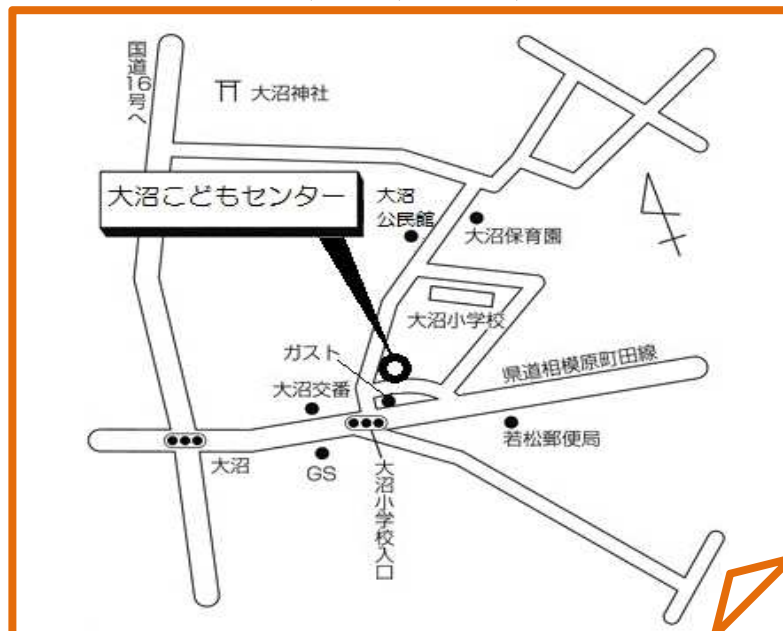 国道16号へ
大沼神社
大沼こどもセンター
大沼
公民館
大沼保育園
大沼小学校
ガスト
県道相模原町田線
大沼交番
若松郵便局
大沼
GS
大沼小学校入口